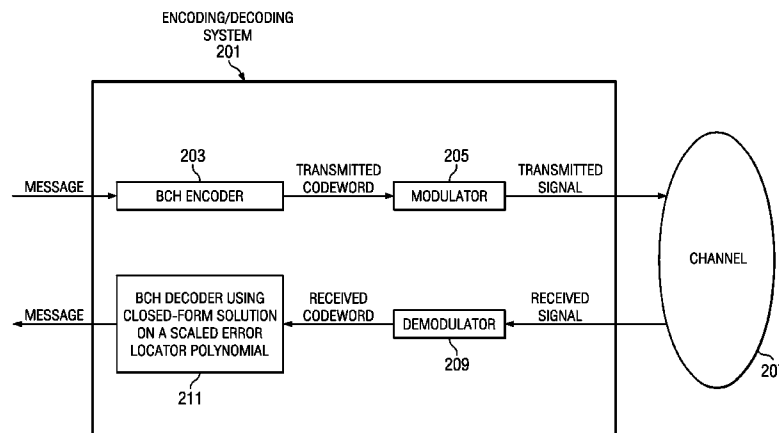 ENCODING/DECODING
SYSTEM
201
203
TRANSMITTED
CODEWORD
205
TRANSMITTED
SIGNAL
MESSAGE
BCH ENCODER
MODULATOR
CHANNEL
BCH DECODER USING
CLOSED-FORM SOLUTION
ON A SCALED ERROR
LOCATOR POLYNOMIAL
RECEIVED
CODEWORD
RECEIVED
SIGNAL
MESSAGE
DEMODULATOR
209
211